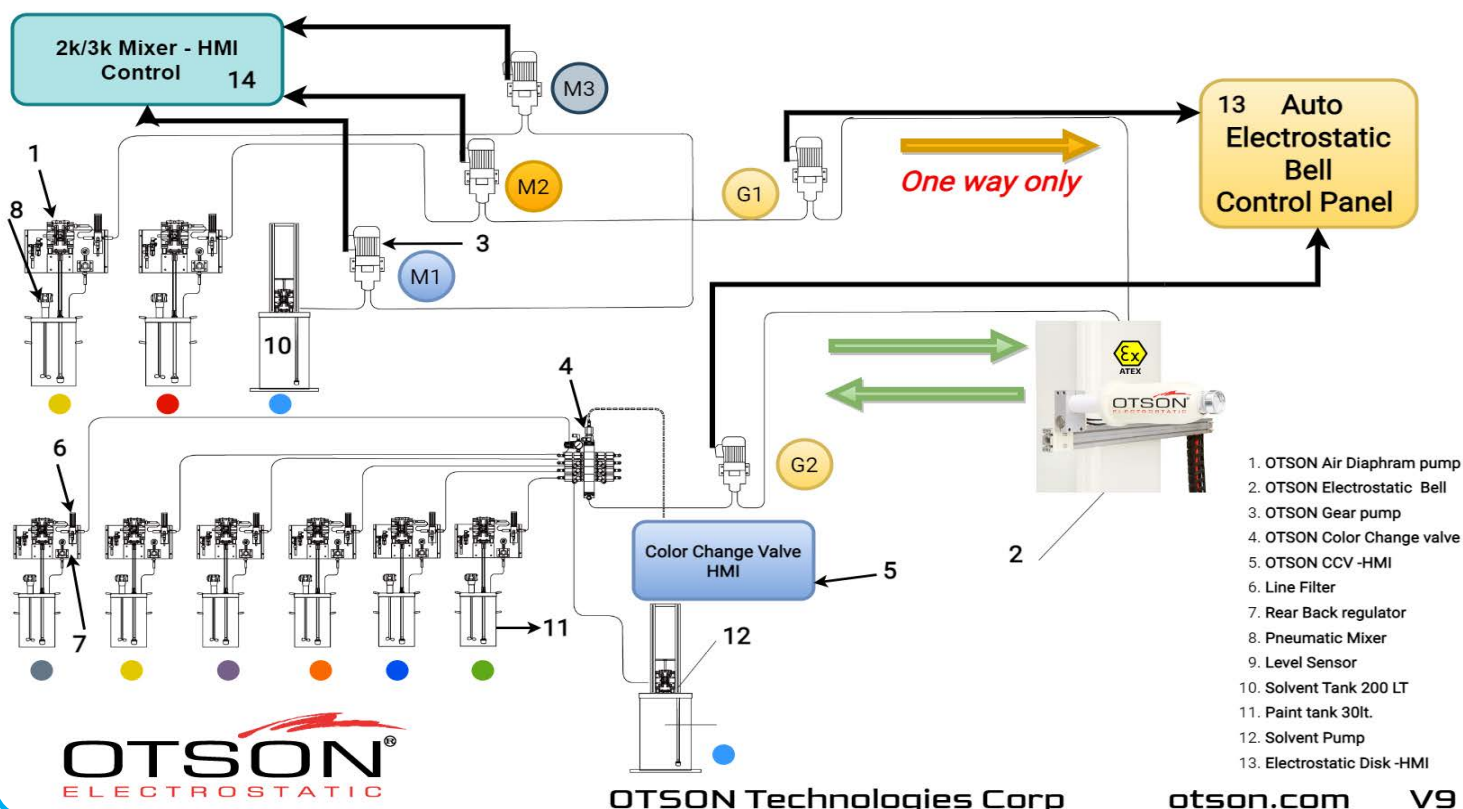 2k/3k Mixer - HMI
Control 14
M3
13 Auto
Electrostatic
Bell
Control Panel
1
M2
G1
One way only
8
3
M1
10
4
Ex
ATEX
OTSON®
ELECTROSTATIC
6
G2
1. OTSON Air Diaphram pump
2. OTSON Electrostatic Bell
3. OTSON Gear pump
4. OTSON Color Change valve
5. OTSON CCV -HMI
6. Line Filter
7. Rear Back regulator
8. Pneumatic Mixer
9. Level Sensor
10. Solvent Tank 200 LT
11. Paint tank 30lt.
12. Solvent Pump
13. Electrostatic Disk -HMI
Color Change Valve
HMI
5
2
7
11
12
OTSON®
ELECTROSTATIC
OTSON Technologies Corp otson.com V9